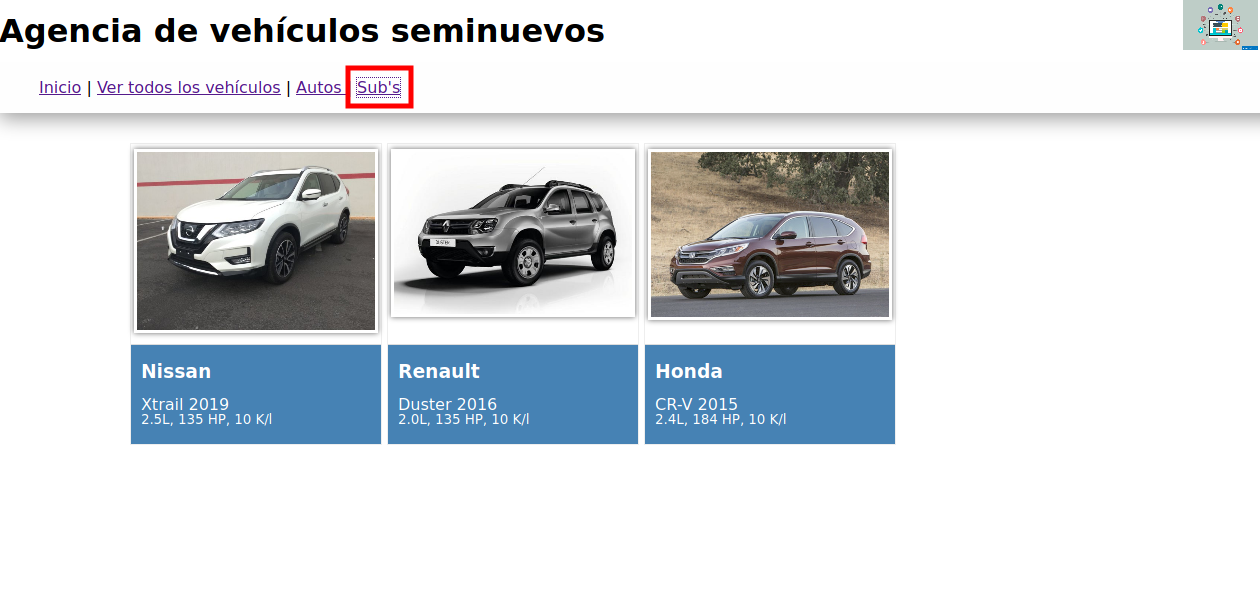 Agencia de vehículos seminuevos
Inicio | Ver todos los vehículos | Autos Sub's
DUSTER
Nissan
Xtrail 2019
2.5L, 135 HP, 10 K/l
Renault
Duster 2016
2.0L, 135 HP, 10 K/l
Honda
CR-V 2015
2.4L, 184 HP, 10 K/l